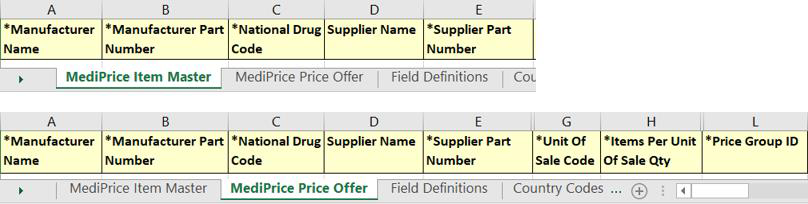 A B C D E
*Manufacturer Name *Manufacturer Part Number *National Drug Code Supplier Name *Supplier Part Number
MediPrice Item Master MediPrice Price Offer Field Definitions Cou
A B C D E G H L
*Manufacturer Name *Manufacturer Part Number *National Drug Code Supplier Name *Supplier Part Number *Unit Of Sale Code *Items Per Unit Of Sale Qty *Price Group ID
MediPrice Item Master MediPrice Price Offer Field Definitions Country Codes ...